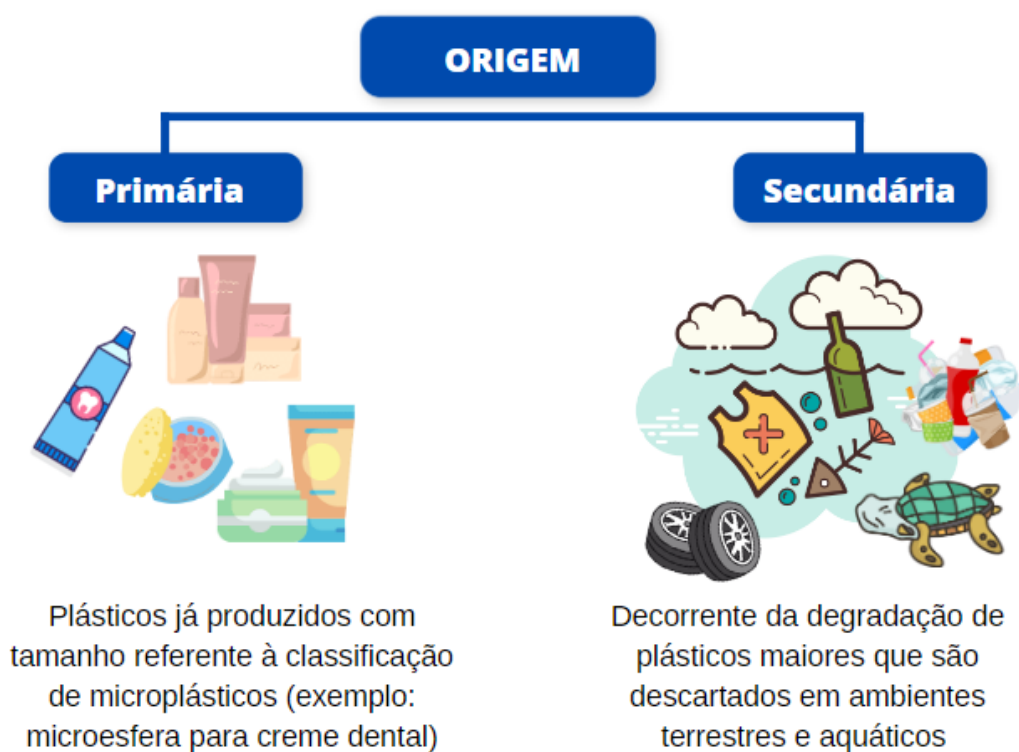 ORIGEM
Primária
Secundária
Plásticos já produzidos com
tamanho referente à classificação
de microplásticos (exemplo:
microesfera para creme dental)
Decorrente da degradação de
plásticos maiores que são
descartados em ambientes
terrestres e aquáticos